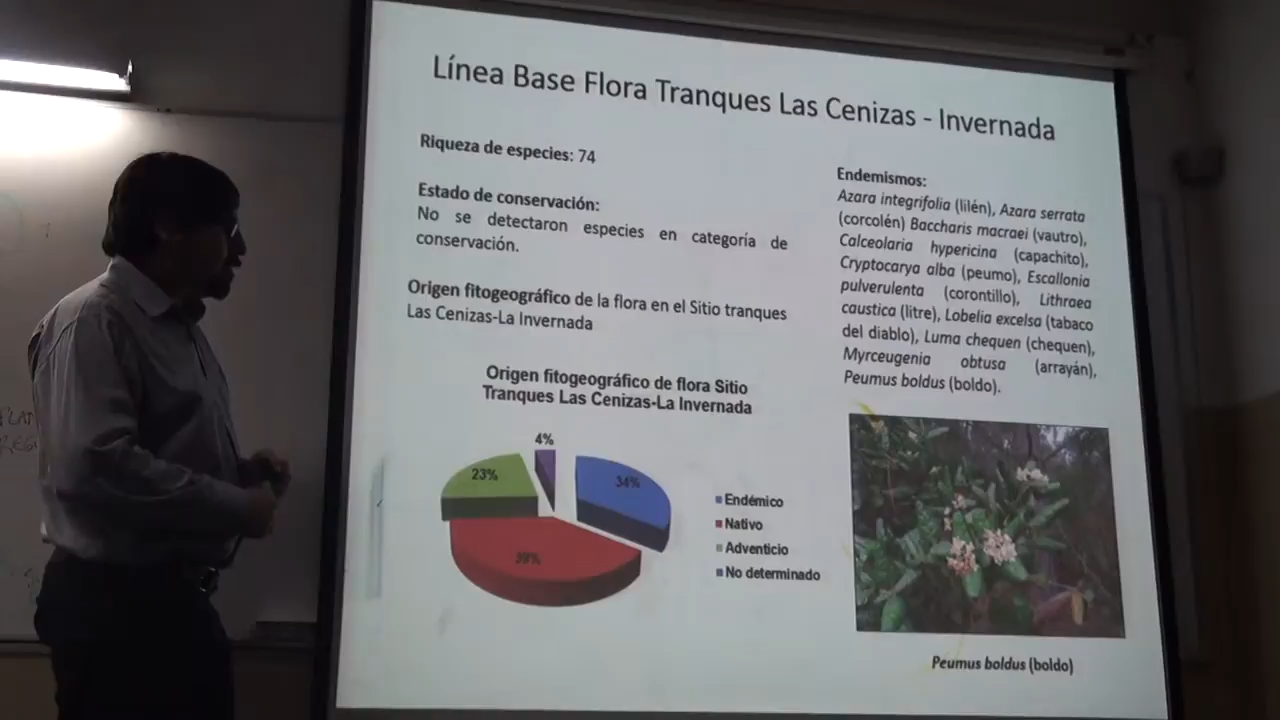 Línea Base Flora Tranques Las Cenizas - Invernada
Riqueza de especies: 74
Estado de conservación:
No se detectaron especies en categoría de
conservación.
Origen fitogeográfico de la flora en el Sitio tranques
Las Cenizas-La Invernada
Origen fitogeográfico de flora Sitio
Tranques Las Cenizas-La Invernada
4%
23%
34%
39%
Endémico
Nativo
Adventicio
No determinado
Endemismos:
Azara integrifolia (lilén), Azara serrata
(corcolén) Baccharis macraei (vautro),
Calceolaria hypericina (capachito),
Cryptocarya alba (peumo), Escallonia
pulverulenta (corontillo), Lithraea
caustica (litre), Lobelia excelsa (tabaco
del diablo), Luma chequen (chequen),
Myrceugenia obtusa (arrayán),
Peumus boldus (boldo).
Peumus boldus (boldo)